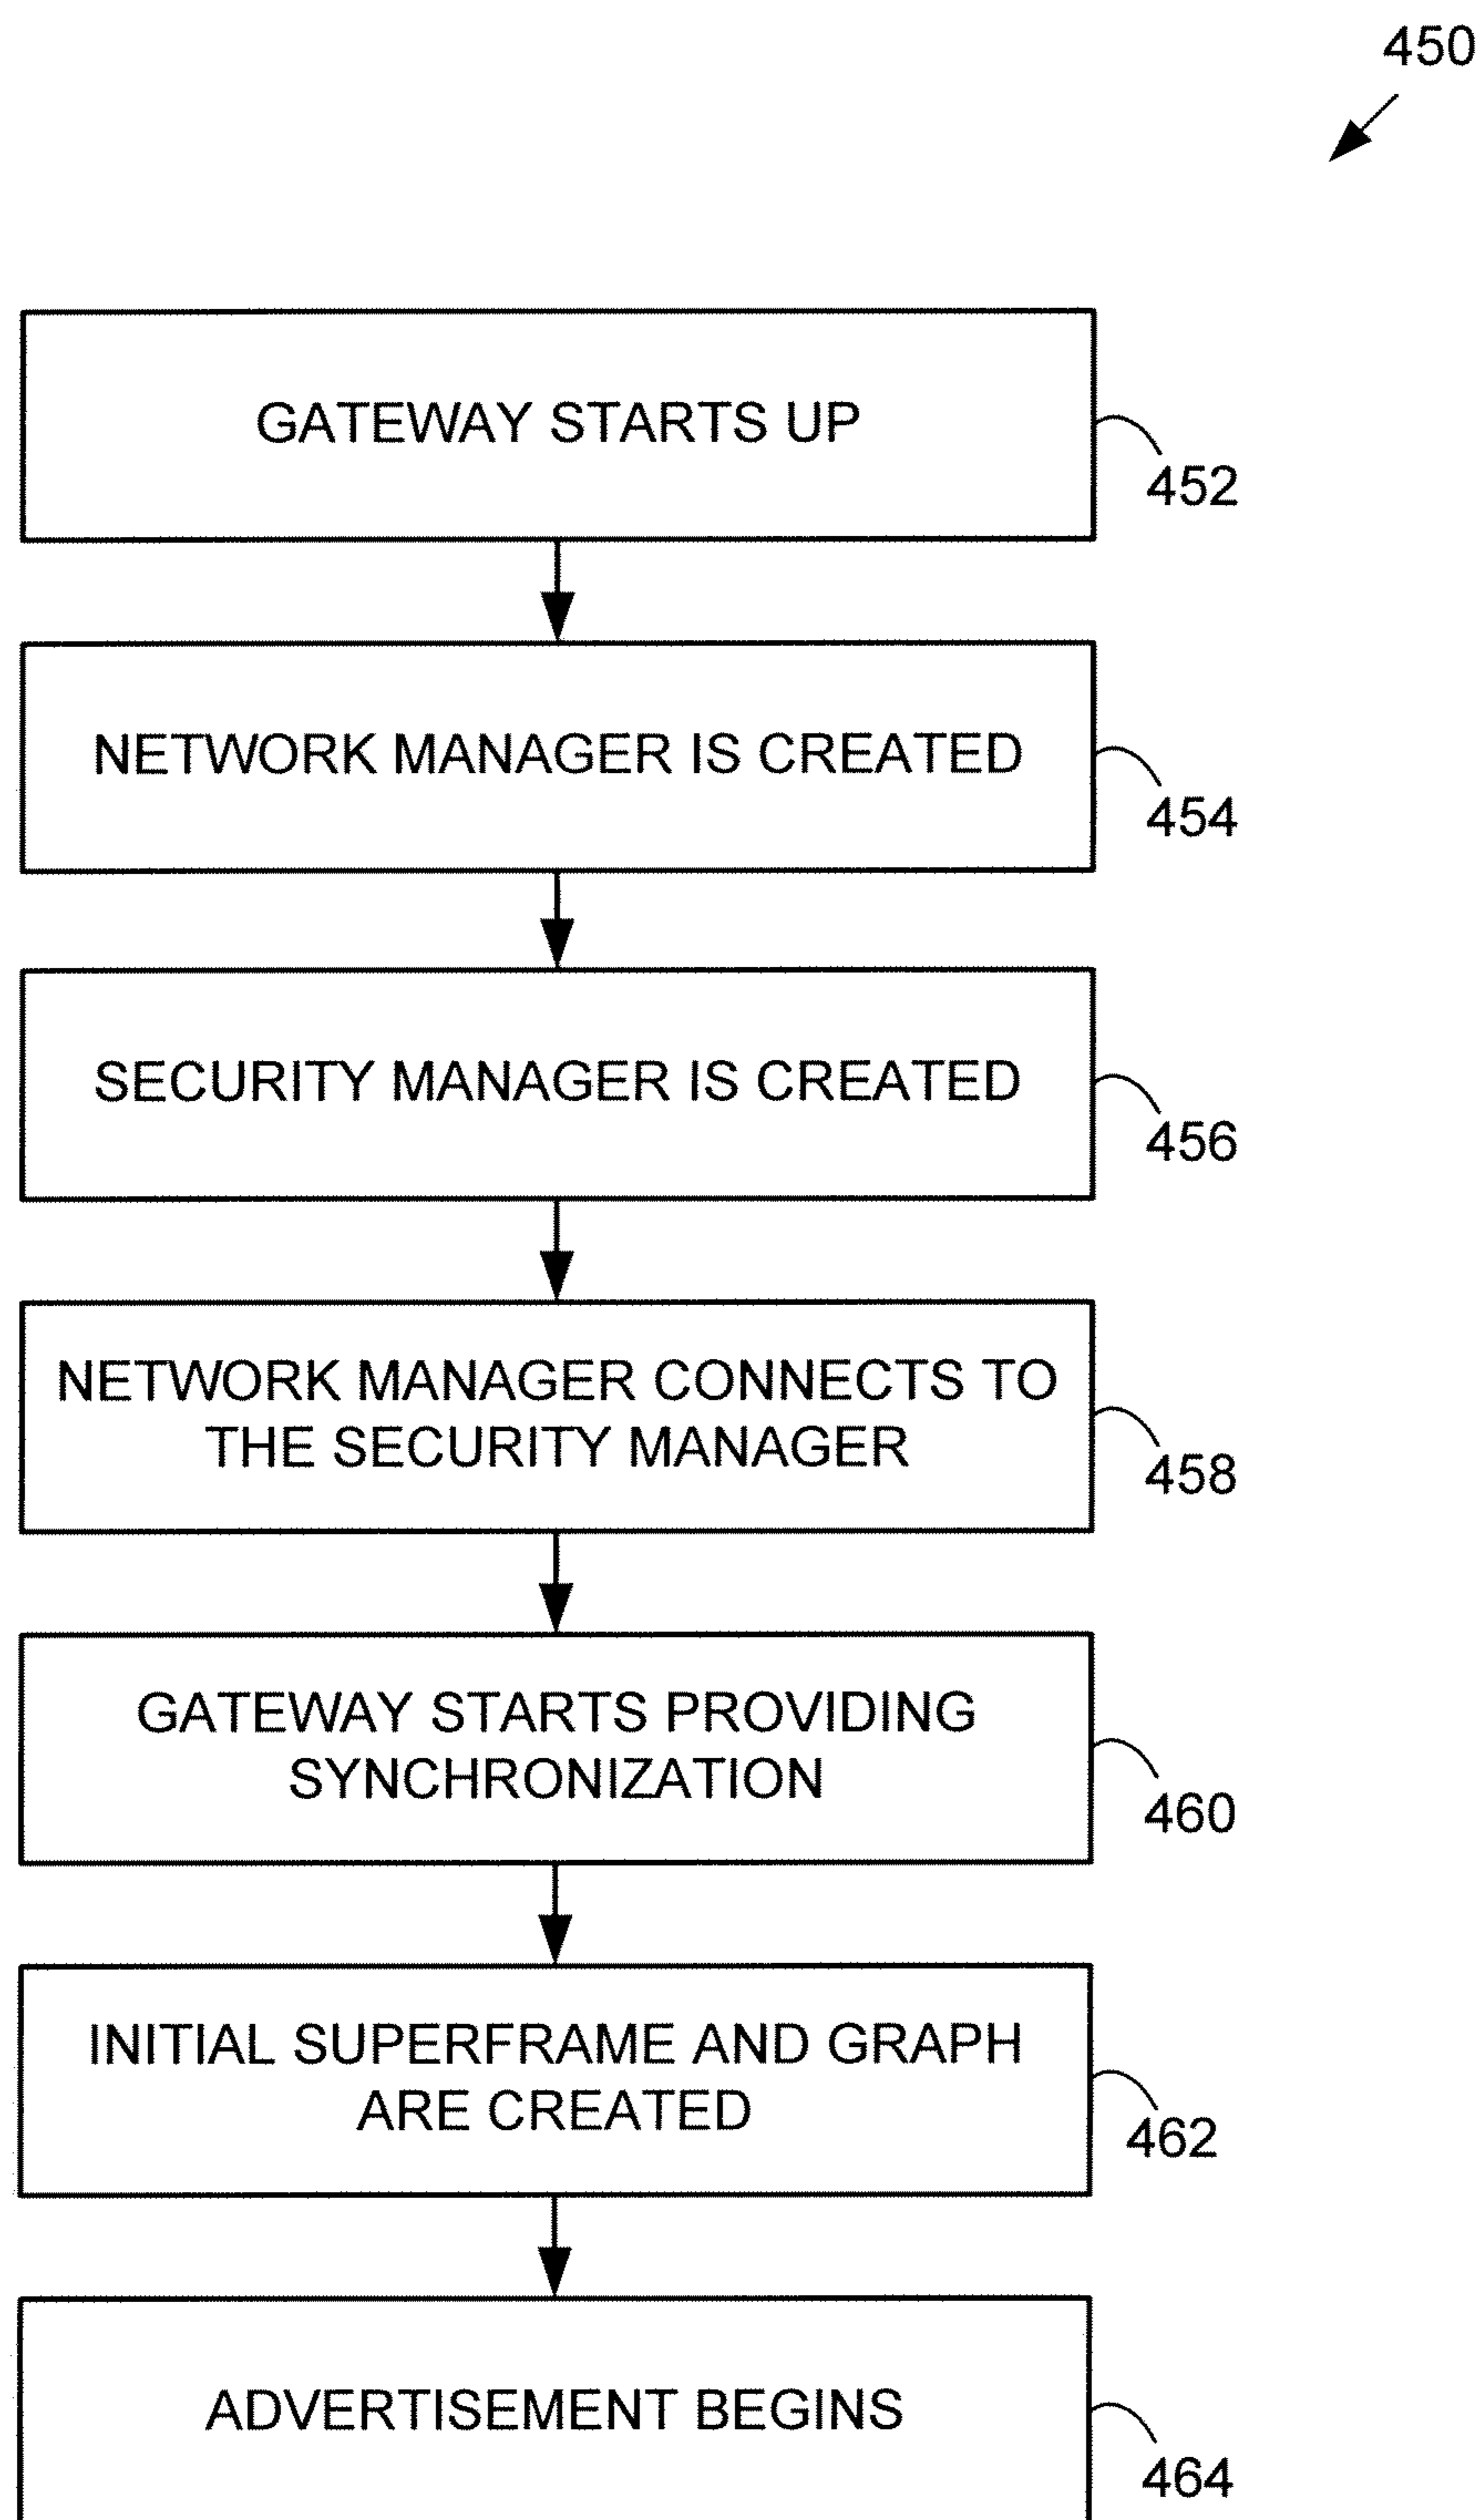 450
GATEWAY STARTS UP
452
NETWORK MANAGER IS CREATED
454
SECURITY MANAGER IS CREATED
456
NETWORK MANAGER CONNECTS TO
THE SECURITY MANAGER
458
GATEWAY STARTS PROVIDING
SYNCHRONIZATION
460
INITIAL SUPERFRAME AND GRAPH
ARE CREATED
462
ADVERTISEMENT BEGINS
464